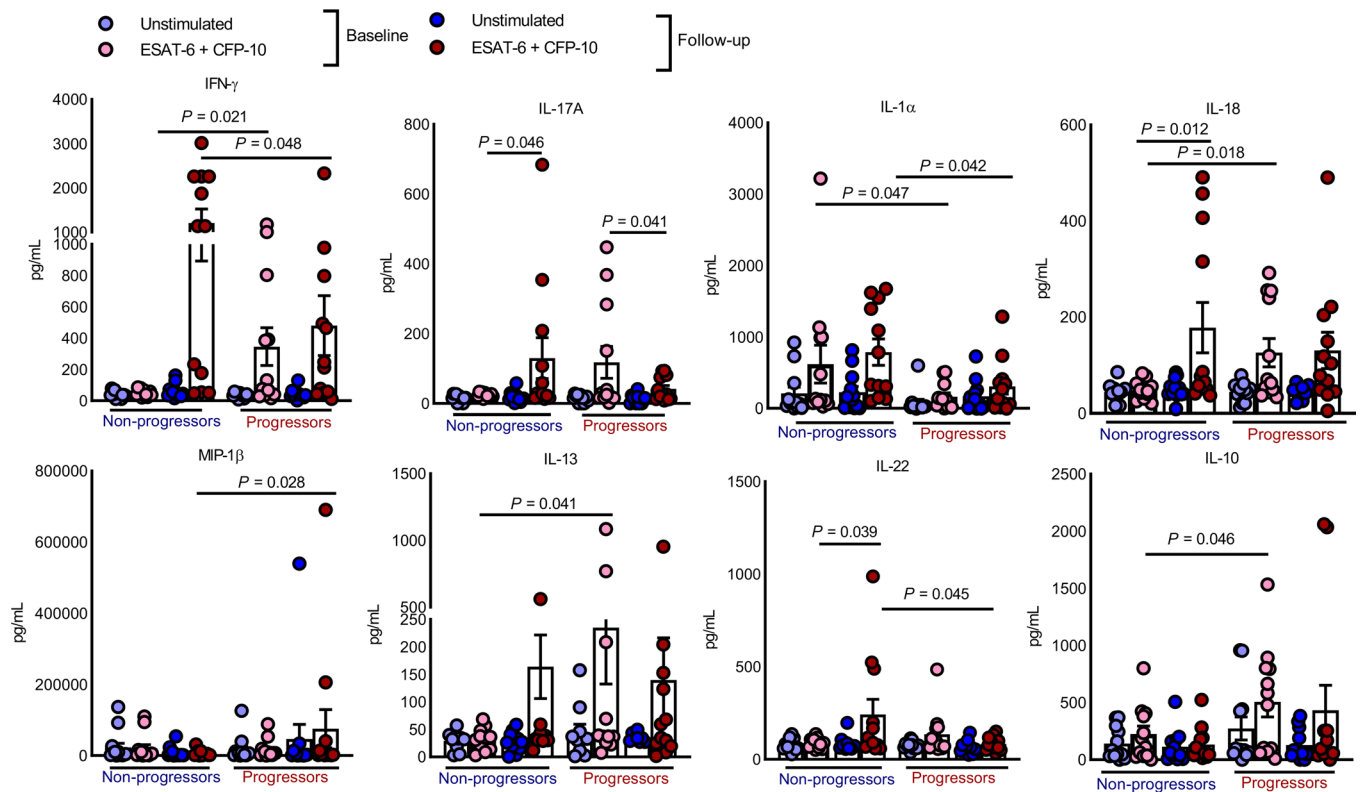 Unstimulated
ESAT-6 + CFP-10
Baseline
Unstimulated
ESAT-6 + CFP-10
Follow-up
IFN-γ
4000
3000
2000
1000
1000
800
600
400
200
0
pg/mL
P = 0.021
P = 0.048
Non-progressors
Progressors
IL-17A
800
600
400
200
0
pg/mL
P = 0.046
P = 0.041
Non-progressors
Progressors
IL-1α
4000
3000
2000
1000
0
pg/mL
P = 0.047
P = 0.042
Non-progressors
Progressors
IL-18
600
400
200
0
pg/mL
P = 0.012
P = 0.018
Non-progressors
Progressors
MIP-1β
800000
600000
400000
200000
0
pg/mL
P = 0.028
Non-progressors
Progressors
IL-13
1500
1000
500
250
200
150
100
50
0
pg/mL
P = 0.041
Non-progressors
Progressors
IL-22
1500
1000
500
0
pg/mL
P = 0.039
P = 0.045
Non-progressors
Progressors
IL-10
2500
2000
1500
1000
500
0
pg/mL
P = 0.046
Non-progressors
Progressors